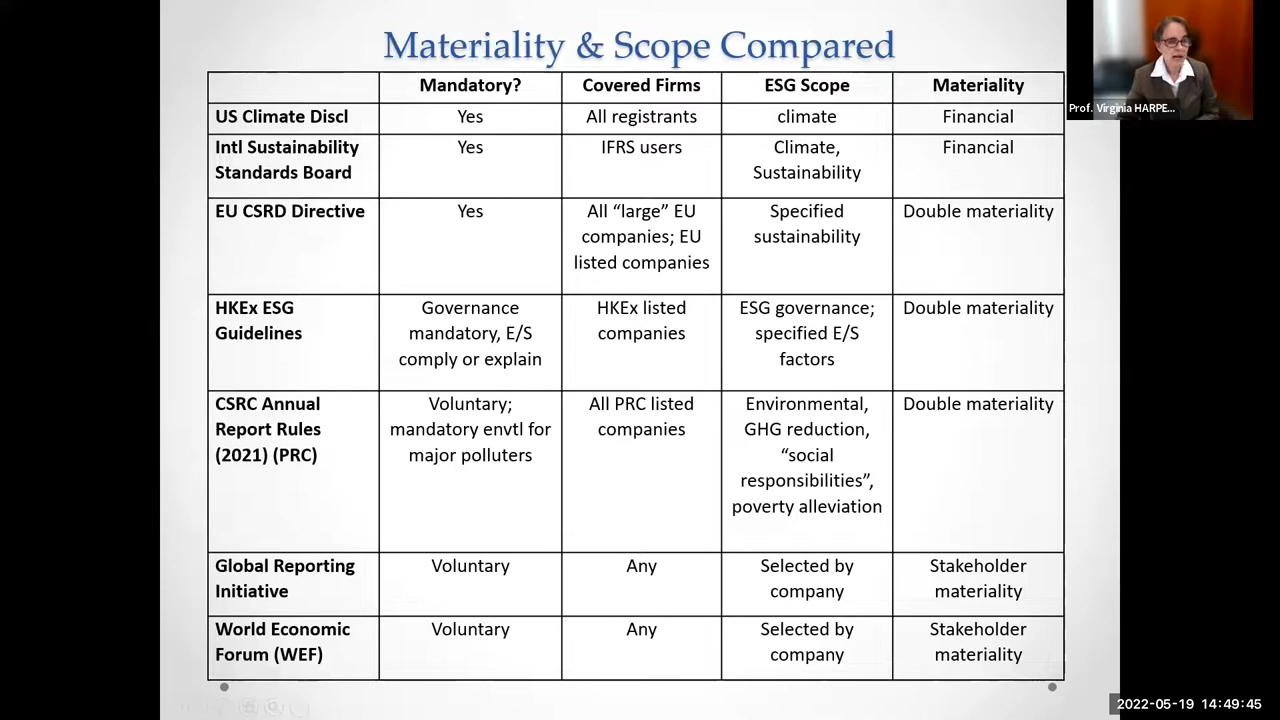 Materiality & Scope Compared
Mandatory? Covered Firms ESG Scope Materiality
US Climate Discl Yes All registrants climate Financial
Intl Sustainability Yes IFRS users Climate, Financial
Standards Board Sustainability
EU CSRD Directive Yes All “large” EU Specified Double materiality
companies; EU sustainability
listed companies
HKEx ESG Governance HKEx listed ESG governance; Double materiality
Guidelines mandatory, E/S companies specified E/S
comply or explain factors
CSRC Annual Voluntary; All PRC listed Environmental, Double materiality
Report Rules mandatory envtl for companies GHG reduction,
(2021) (PRC) major polluters “social
responsibilities”,
poverty alleviation
Global Reporting Voluntary Any Selected by Stakeholder
Initiative company materiality
World Economic Voluntary Any Selected by Stakeholder
Forum (WEF) company materiality
Prof. Virginia HARPE...
2022-05-19 14:49:45